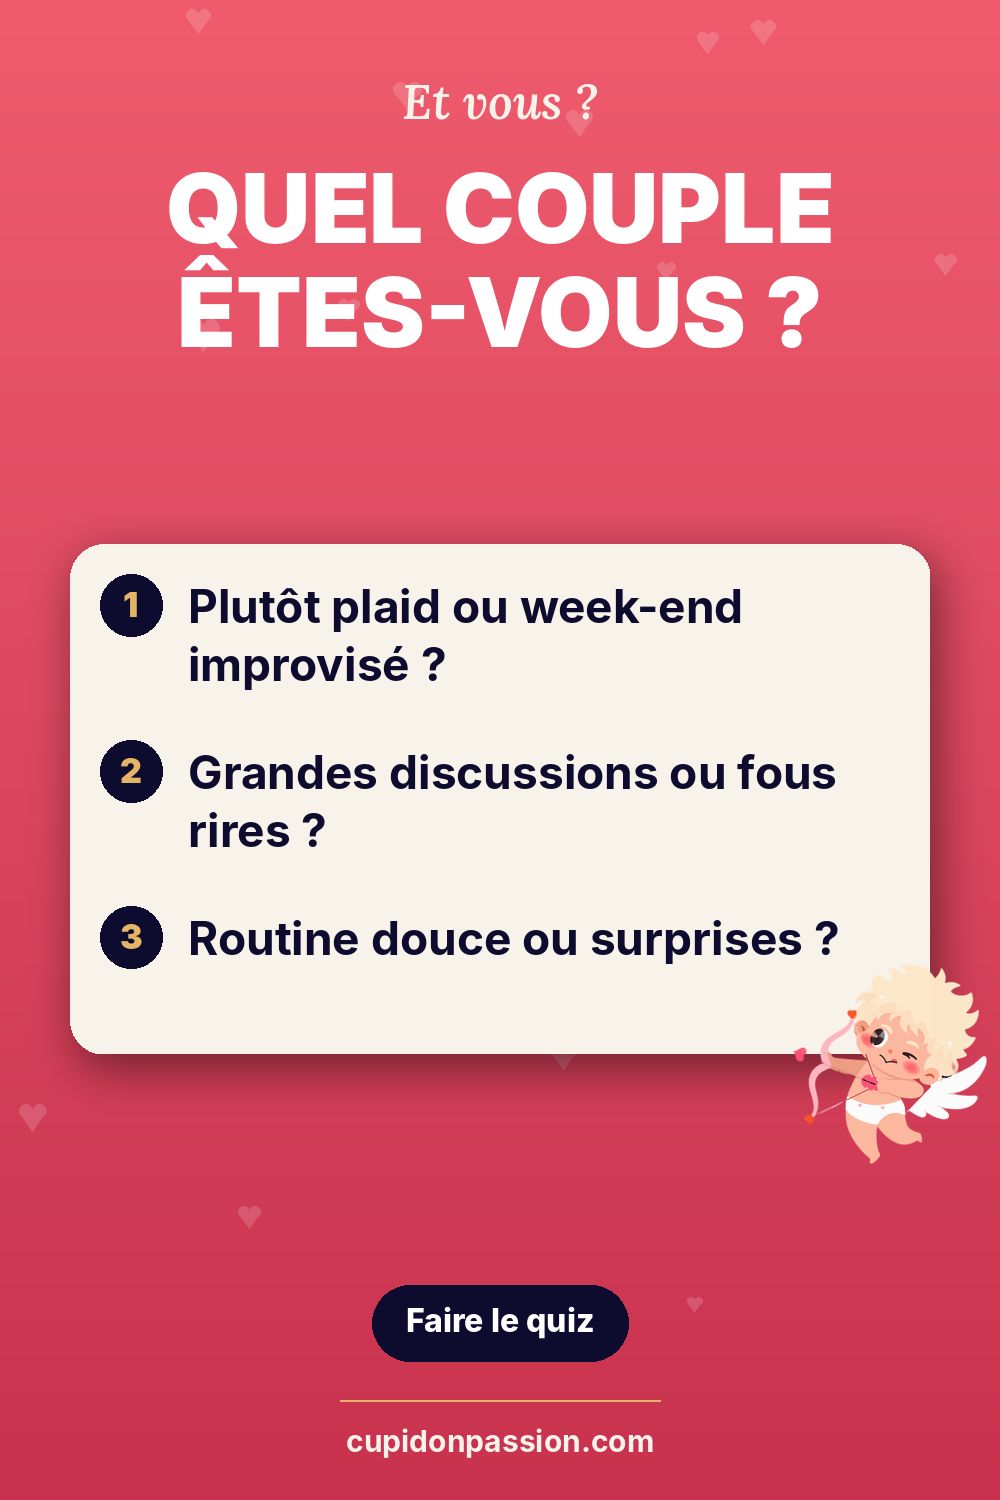 Et vous ?
QUEL COUPLE
ÊTES-VOUS ?
1 Plutôt plaid ou week-end
improvisé ?
2 Grandes discussions ou fous
rires ?
3 Routine douce ou surprises ?
Faire le quiz
cupidonpassion.com